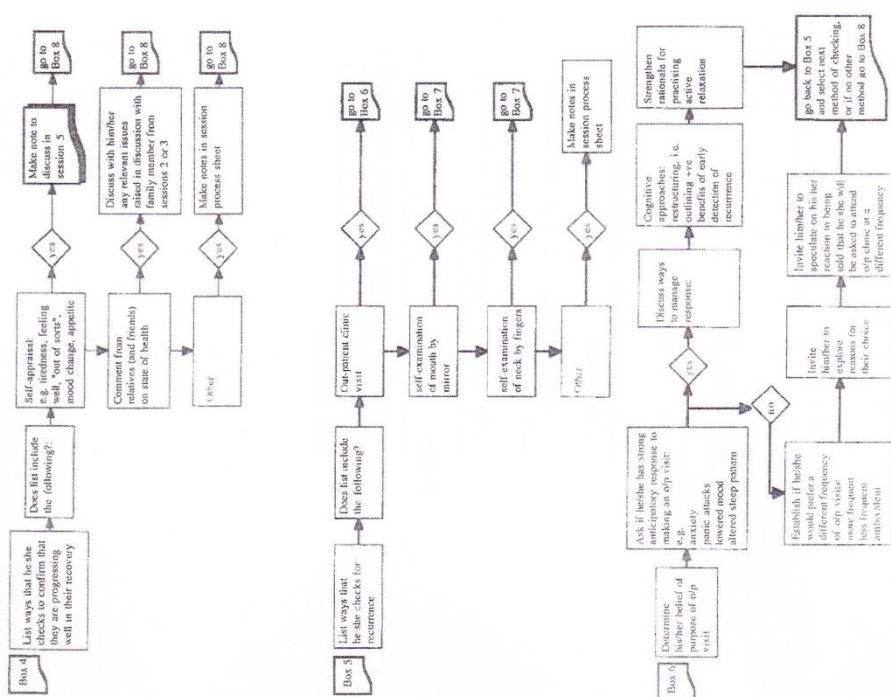 Box 4
List ways that he/she
checks to confirm that
they are progressing
well in their recovery
Does list include
the following?:
Self-appraisal:
e.g. tiredness, feeling
well, "out of sorts",
mood change, appetite
yes
Make note to
discuss in
session 5
go to
Box 8
Comment from
relatives (and friends)
on state of health
yes
Discuss with him/her
any relevant issues
raised in discussion with
family member from
sessions 2 or 3
go to
Box 8
Other
yes
Make notes in session
process sheet
go to
Box 8
Box 5
List ways that
he/she checks for
recurrence
Does list include
the following?:
Out-patient clinic
visit
yes
go to
Box 6
self-examination
of mouth by
mirror
yes
go to
Box 7
self-examination
of neck by fingers
yes
go to
Box 7
Other
yes
Make notes in
session process
sheet
Box 6
Determine
his/her belief of
purpose of o/p
visit
Ask if he/she has strong
anticipatory response to
making an o/p visit:
e.g.
anxiety
panic attacks
lowered mood
altered sleep pattern
yes
Discuss ways
to manage
response:
Cognitive
approaches:
restructuring, i.e.
outlining +ve
benefits of early
detection of
recurrence
Strengthen
rationale for
practising
active
relaxation
no
Establish if he/she
would prefer a
different frequency
of o/p visits:
more frequent
less frequent
ambivalent
Invite
him/her to
explore
reasons for
their choice
Invite him/her to
speculate on his her
reaction to being
told that he she will
be asked to attend
o/p clinic at a
different frequency
go back to Box 5
and select next
method of checking,
or if no other
method go to Box 8